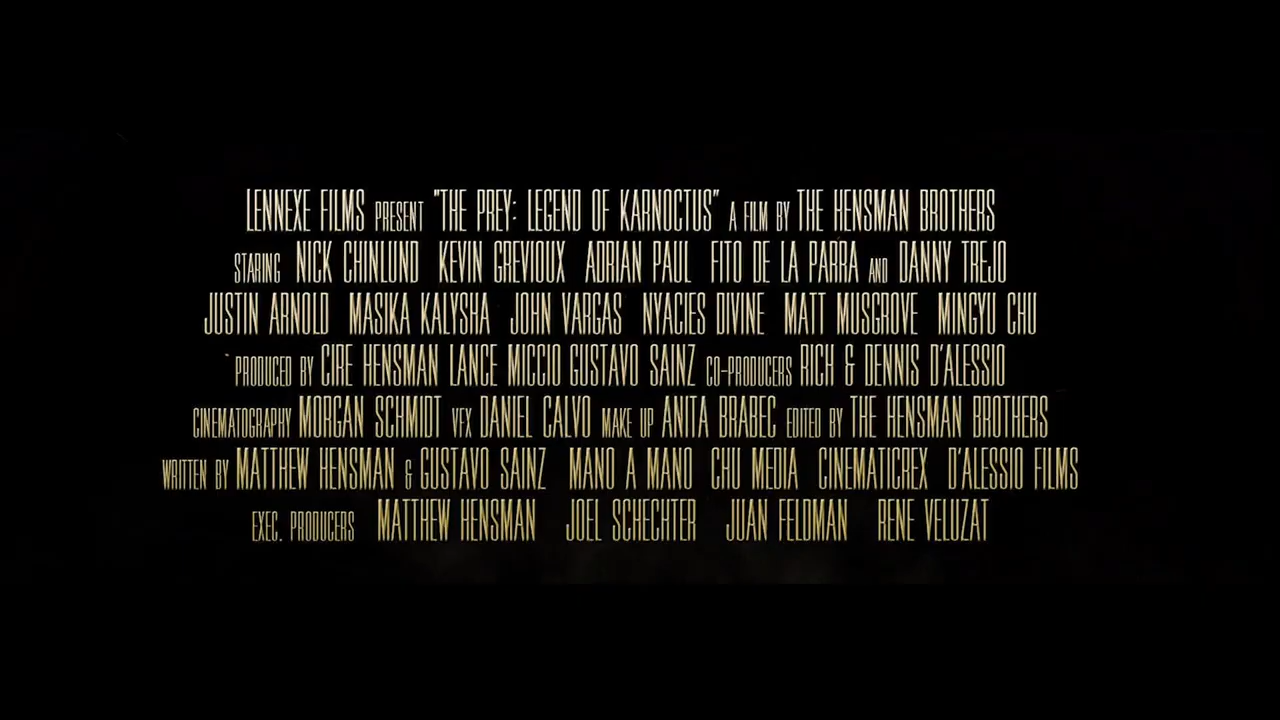 LENNEXE FILMS PRESENT "THE PREY: LEGEND OF KARNOCTUS" A FILM BY THE HENSMAN BROTHERS
STARING NICK CHINLUND KEVIN GREVIOUX ADRIAN PAUL FITO DE LA PARRA AND DANNY TREJO
JUSTIN ARNOLD MASIKA KALYSHA JOHN VARGAS NYACIES DIVINE MATT MUSGROVE MINGYU CHU
PRODUCED BY CIRE HENSMAN LANCE MICCIO GUSTAVO SAINZ CO-PRODUCERS RICH & DENNIS D'ALESSIO
CINEMATOGRAPHY MORGAN SCHMIDT VFX DANIEL CALVO MAKE UP ANITA BRABEC EDITED BY THE HENSMAN BROTHERS
WRITTEN BY MATTHEW HENSMAN & GUSTAVO SAINZ MANO A MANO CHU MEDIA CINEMATICREX D'ALESSIO FILMS
EXEC. PRODUCERS MATTHEW HENSMAN JOEL SCHECHTER JUAN FELDMAN RENE VELUZAT